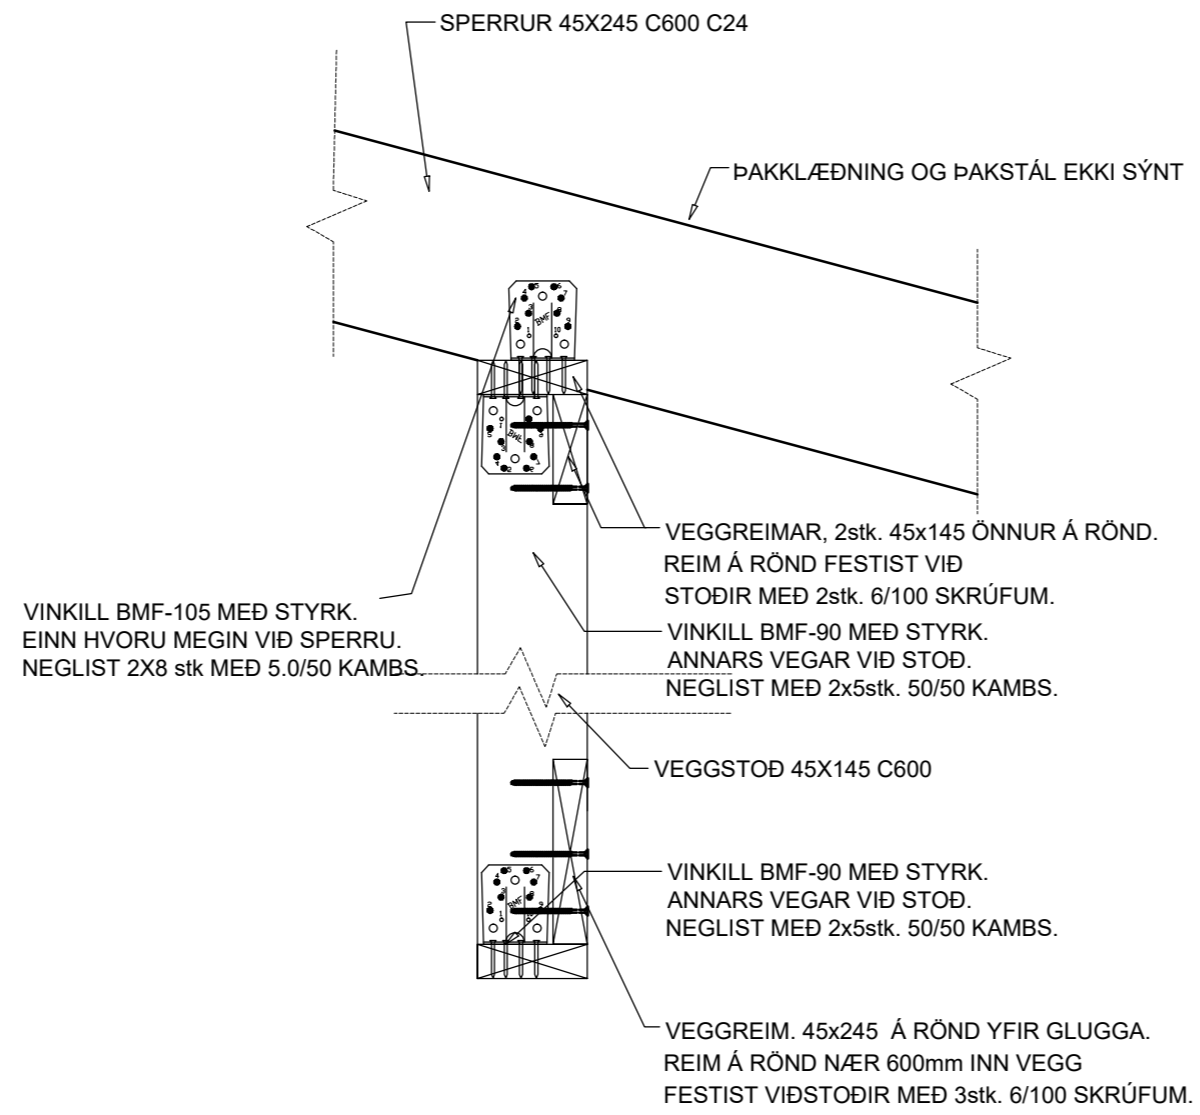 SPERRUR 45X245 C600 C24
ÞAKKLÆÐNING OG ÞAKSTÁL EKKI SÝNT
VEGGREIMAR, 2stk. 45x145 ÖNNUR Á RÖND.
REIM Á RÖND FESTIST VIÐ
STOÐIR MEÐ 2stk. 6/100 SKRÚFUM.
VINKILL BMF-105 MEÐ STYRK.
EINN HVORU MEGIN VIÐ SPERRU.
NEGLIST 2X8 stk MEÐ 5.0/50 KAMBS.
VINKILL BMF-90 MEÐ STYRK.
ANNARS VEGAR VIÐ STOÐ.
NEGLIST MEÐ 2x5stk. 50/50 KAMBS.
VEGGSTOÐ 45X145 C600
VINKILL BMF-90 MEÐ STYRK.
ANNARS VEGAR VIÐ STOÐ.
NEGLIST MEÐ 2x5stk. 50/50 KAMBS.
VEGGREIM. 45x245 Á RÖND YFIR GLUGGA.
REIM Á RÖND NÆR 600mm INN VEGG
FESTIST VIÐSTOÐIR MEÐ 3stk. 6/100 SKRÚFUM.
BMF
BMF
BMF